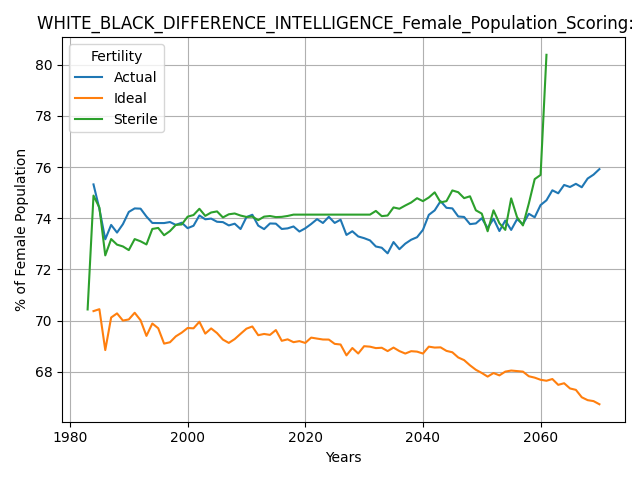 WHITE_BLACK_DIFFERENCE_INTELLIGENCE_Female_Population_Scoring:
Fertility
Actual
Ideal
Sterile
% of Female Population
80
78
76
74
72
70
68
1980
2000
2020
2040
2060
Years